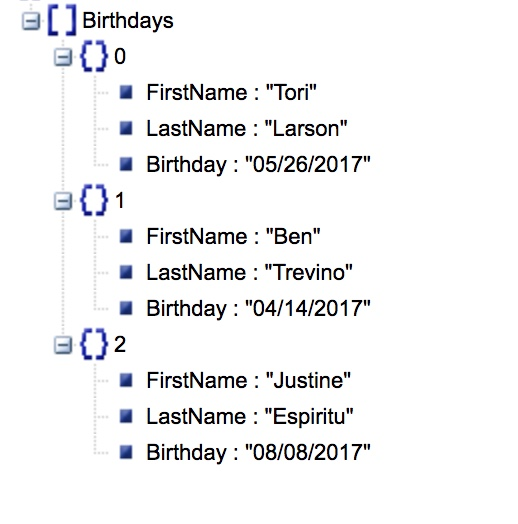 Birthdays
0
FirstName : "Tori"
LastName : "Larson"
Birthday : "05/26/2017"
1
FirstName : "Ben"
LastName : "Trevino"
Birthday : "04/14/2017"
2
FirstName : "Justine"
LastName : "Espiritu"
Birthday : "08/08/2017"